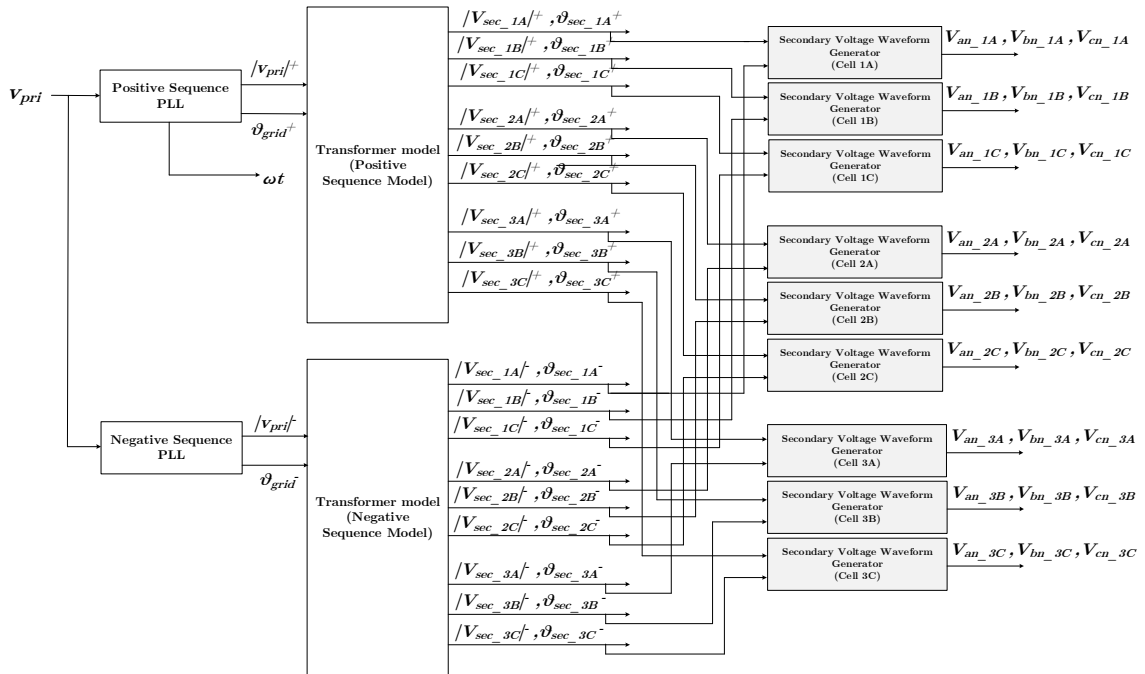 V_pri
Positive Sequence
PLL
|v_pri|^+
ϑ_grid^+
ωt
Transformer model
(Positive
Sequence Model)
|V_sec_1A|^+ ,ϑ_sec_1A^+
|V_sec_1B|^+ ,ϑ_sec_1B^+
|V_sec_1C|^+ ,ϑ_sec_1C^+
|V_sec_2A|^+ ,ϑ_sec_2A^+
|V_sec_2B|^+ ,ϑ_sec_2B^+
|V_sec_2C|^+ ,ϑ_sec_2C^+
|V_sec_3A|^+ ,ϑ_sec_3A^+
|V_sec_3B|^+ ,ϑ_sec_3B^+
|V_sec_3C|^+ ,ϑ_sec_3C^+
Negative Sequence
PLL
|v_pri|^-
ϑ_grid^-
Transformer model
(Negative
Sequence Model)
|V_sec_1A|^- ,ϑ_sec_1A^-
|V_sec_1B|^- ,ϑ_sec_1B^-
|V_sec_1C|^- ,ϑ_sec_1C^-
|V_sec_2A|^- ,ϑ_sec_2A^-
|V_sec_2B|^- ,ϑ_sec_2B^-
|V_sec_2C|^- ,ϑ_sec_2C^-
|V_sec_3A|^- ,ϑ_sec_3A^-
|V_sec_3B|^- ,ϑ_sec_3B^-
|V_sec_3C|^- ,ϑ_sec_3C^-
Secondary Voltage Waveform
Generator
(Cell 1A)
V_an_1A , V_bn_1A , V_cn_1A
Secondary Voltage Waveform
Generator
(Cell 1B)
V_an_1B , V_bn_1B , V_cn_1B
Secondary Voltage Waveform
Generator
(Cell 1C)
V_an_1C , V_bn_1C , V_cn_1C
Secondary Voltage Waveform
Generator
(Cell 2A)
V_an_2A , V_bn_2A , V_cn_2A
Secondary Voltage Waveform
Generator
(Cell 2B)
V_an_2B , V_bn_2B , V_cn_2B
Secondary Voltage Waveform
Generator
(Cell 2C)
V_an_2C , V_bn_2C , V_cn_2C
Secondary Voltage Waveform
Generator
(Cell 3A)
V_an_3A , V_bn_3A , V_cn_3A
Secondary Voltage Waveform
Generator
(Cell 3B)
V_an_3B , V_bn_3B , V_cn_3B
Secondary Voltage Waveform
Generator
(Cell 3C)
V_an_3C , V_bn_3C , V_cn_3C